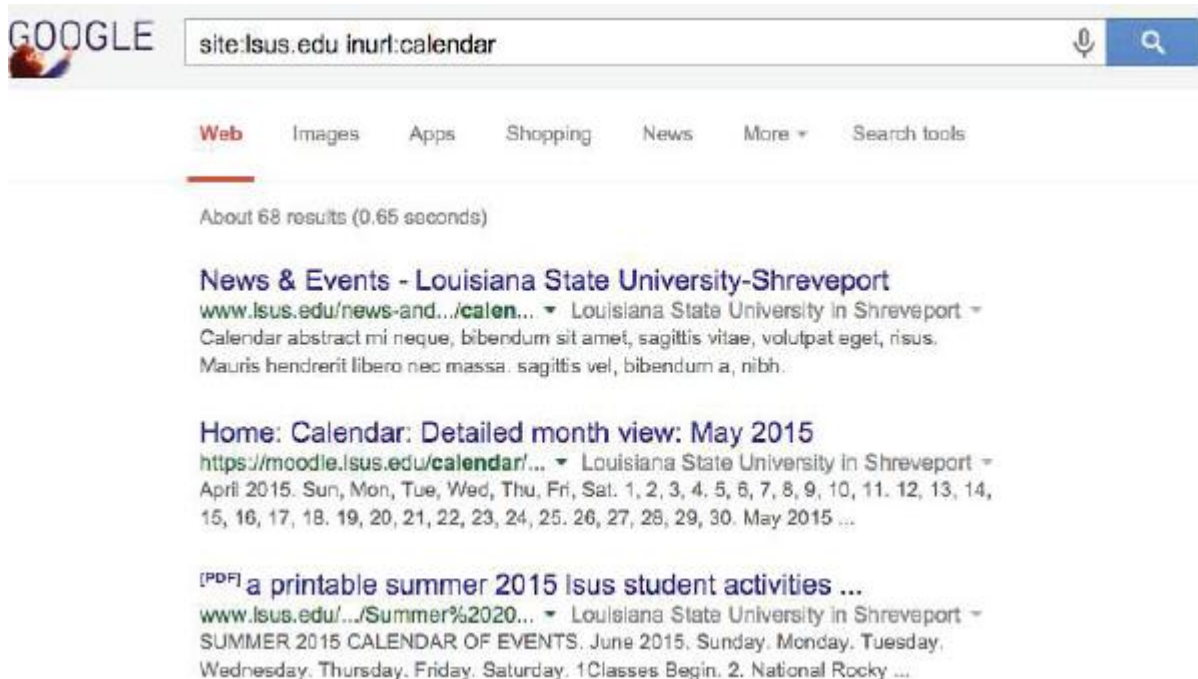 GOOGLE
site:lsus.edu inurl:calendar
Web Images Apps Shopping News More Search tools
About 68 results (0.65 seconds)
News & Events - Louisiana State University-Shreveport
www.lsus.edu/news-and.../calen... Louisiana State University in Shreveport
Calendar abstract mi neque, bibendum sit amet, sagittis vitae, volutpat eget, risus.
Mauris hendrerit libero nec massa. sagittis vel, bibendum a, nibh.
Home: Calendar: Detailed month view: May 2015
https://moodle.lsus.edu/calendar/... Louisiana State University in Shreveport
April 2015. Sun, Mon, Tue, Wed, Thu, Fri, Sat. 1, 2, 3, 4. 5, 6, 7, 8, 9, 10, 11. 12, 13, 14,
15, 16, 17, 18. 19, 20, 21, 22, 23, 24, 25. 26, 27, 28, 29, 30. May 2015 ...
[PDF] a printable summer 2015 lsus student activities ...
www.lsus.edu/.../Summer%2020... Louisiana State University in Shreveport
SUMMER 2015 CALENDAR OF EVENTS. June 2015. Sunday. Monday. Tuesday.
Wednesday. Thursday. Friday. Saturday. 1Classes Begin. 2. National Rocky ...